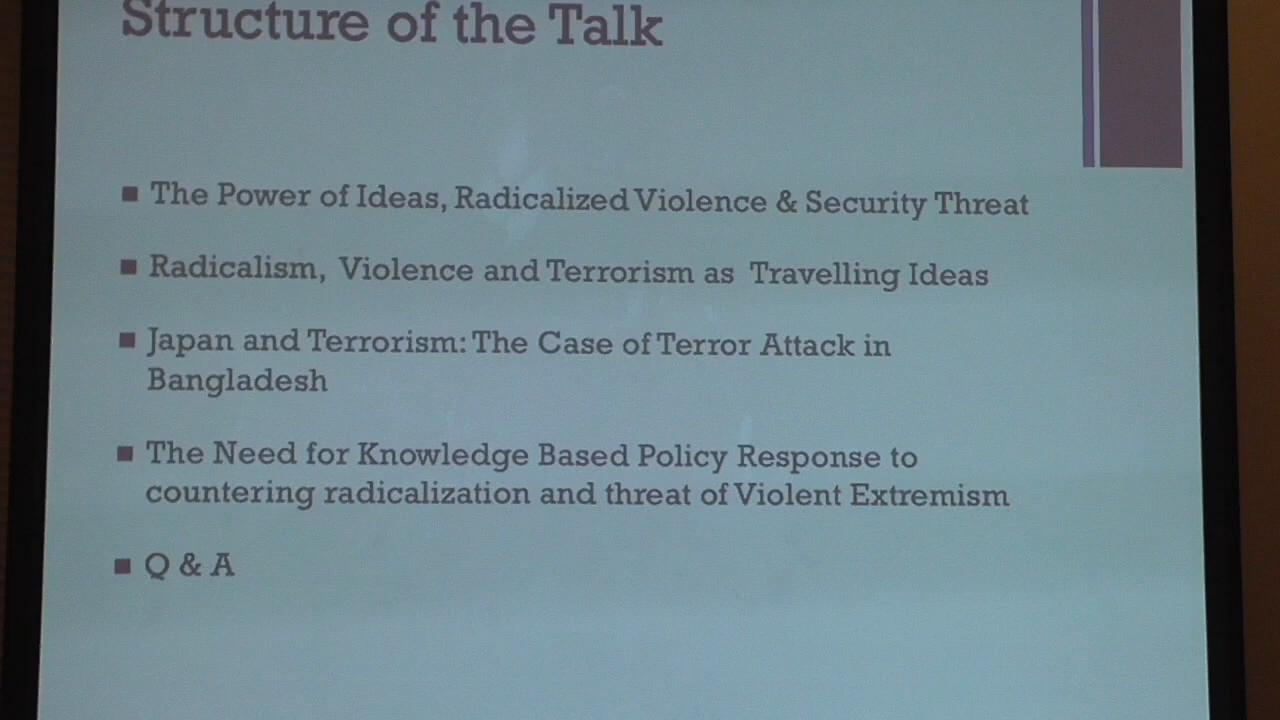 Structure of the Talk
■ The Power of Ideas, Radicalized Violence & Security Threat
■ Radicalism, Violence and Terrorism as Travelling Ideas
■ Japan and Terrorism: The Case of Terror Attack in
Bangladesh
■ The Need for Knowledge Based Policy Response to
countering radicalization and threat of Violent Extremism
■ Q & A